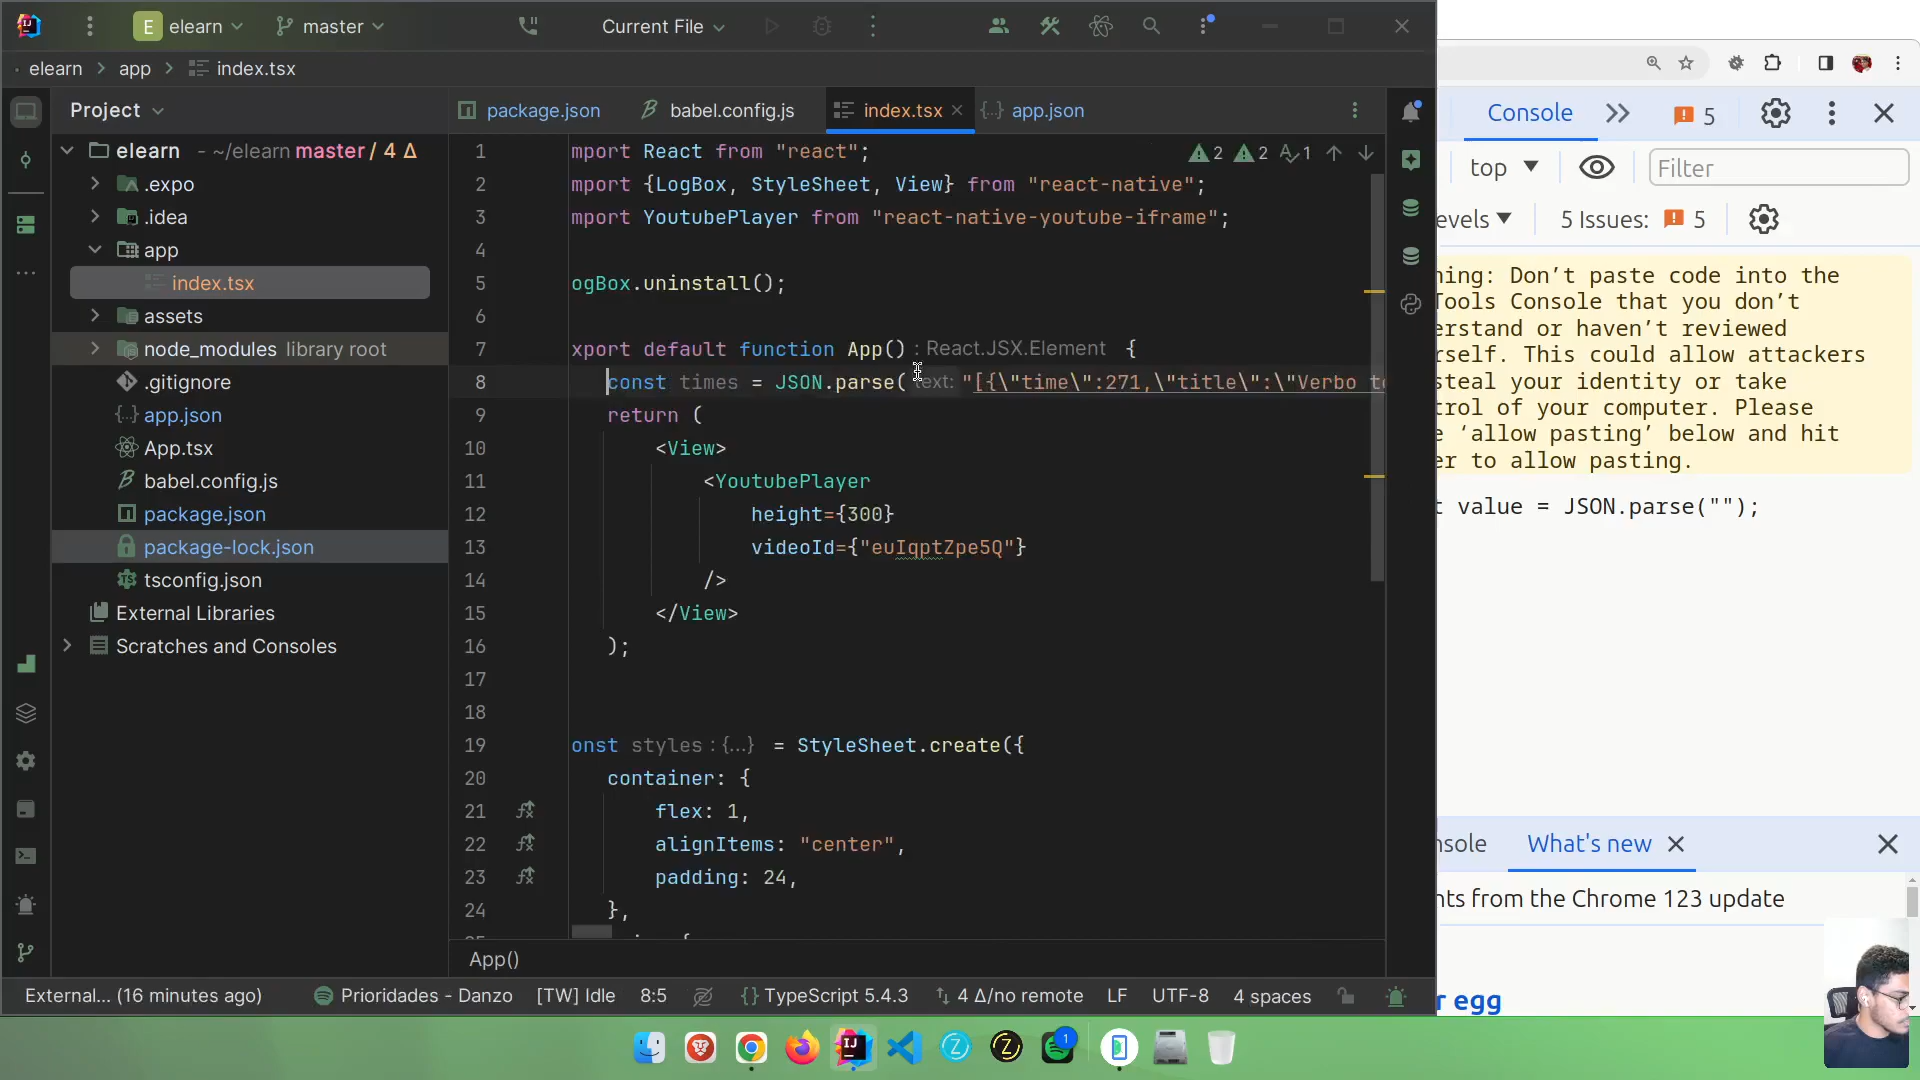 E elearn
master
Current File
elearn > app > index.tsx
Project
package.json
babel.config.js
index.tsx
app.json
elearn - ~/elearn master / 4 Δ
.expo
.idea
app
index.tsx
assets
node_modules library root
.gitignore
app.json
App.tsx
babel.config.js
package.json
package-lock.json
tsconfig.json
External Libraries
Scratches and Consoles
2 2 1
1 mport React from "react";
2 mport {LogBox, StyleSheet, View} from "react-native";
3 mport YoutubePlayer from "react-native-youtube-iframe";
4
5 ogBox.uninstall();
6
7 xport default function App() : React.JSX.Element {
8 const times = JSON.parse( text: "[{\"time\":271,\"title\":\"Verbo to
9 return (
10 <View>
11 <YoutubePlayer
12 height={300}
13 videoId={"euIqptZpe5Q"}
14 />
15 </View>
16 );
17
18
19 onst styles : {...} = StyleSheet.create({
20 container: {
21 flex: 1,
22 alignItems: "center",
23 padding: 24,
24 },
App()
External... (16 minutes ago)
Prioridades - Danzo
[TW] Idle
8:5
{} TypeScript 5.4.3
4 Δ/no remote
LF
UTF-8
4 spaces
Console
5
top
Filter
evels
5 Issues: 5
ning: Don’t paste code into the
Tools Console that you don’t
erstand or haven’t reviewed
rself. This could allow attackers
steal your identity or take
trol of your computer. Please
e ‘allow pasting’ below and hit
er to allow pasting.
t value = JSON.parse("");
nsole
What's new
nts from the Chrome 123 update
r egg
IJ
Z
Z
1